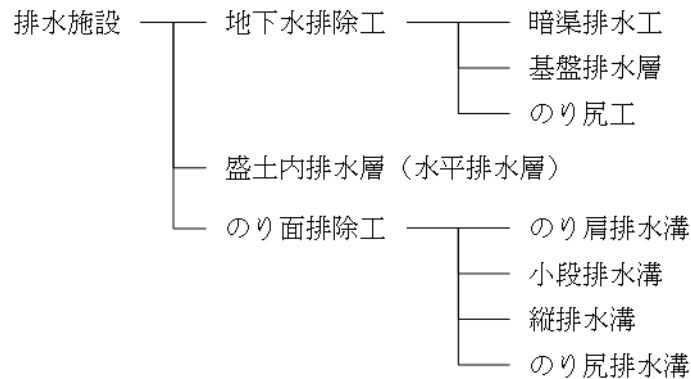 排水施設
地下水排除工
暗渠排水工
基盤排水層
のり尻工
盛土内排水層（水平排水層）
のり面排除工
のり肩排水溝
小段排水溝
縦排水溝
のり尻排水溝